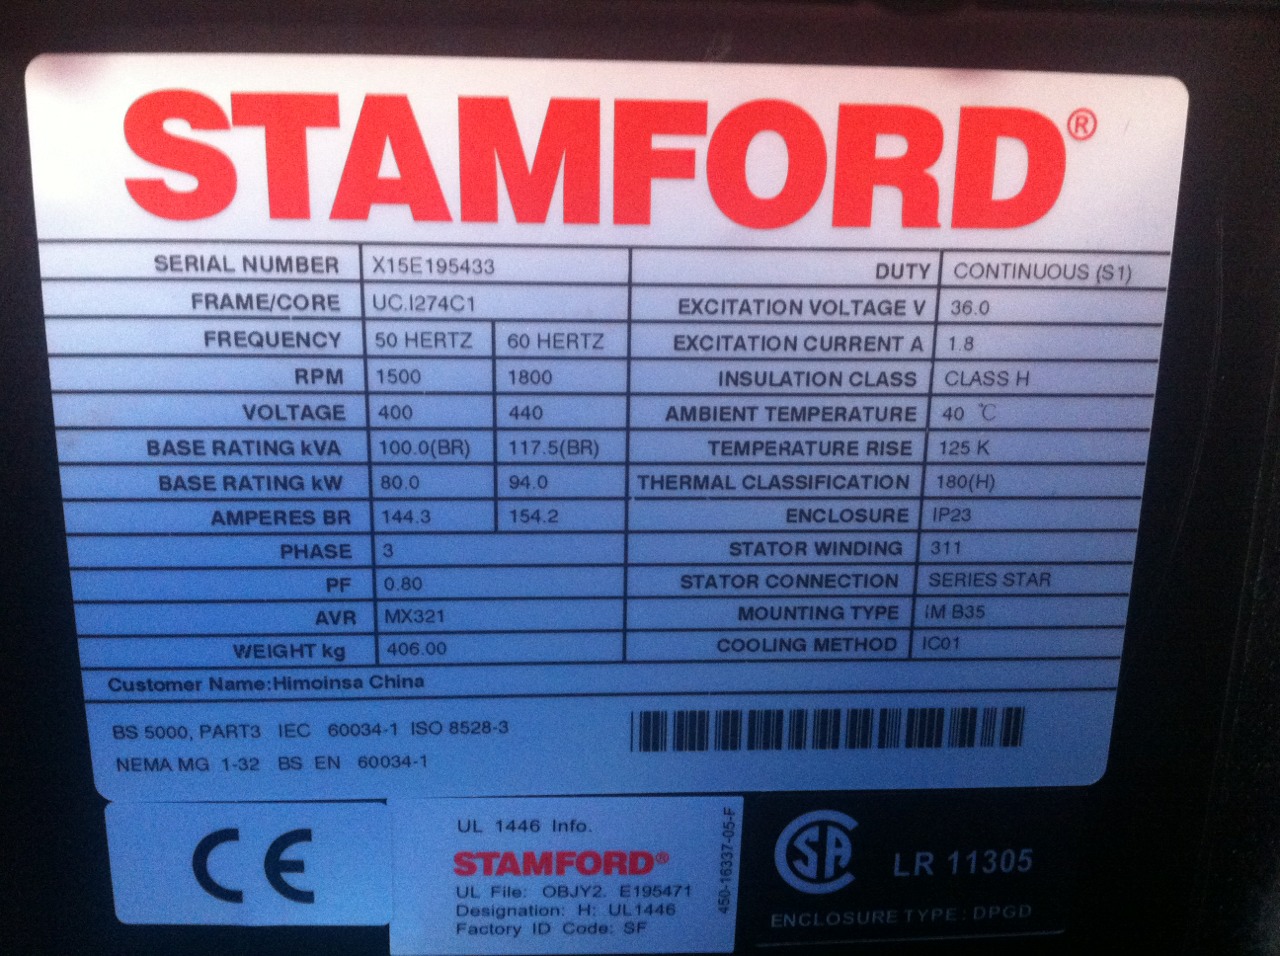 STAMFORD®
SERIAL NUMBER X15E195433 DUTY CONTINUOUS (S1)
FRAME/CORE UC.I274C1 EXCITATION VOLTAGE V 36.0
FREQUENCY 50 HERTZ 60 HERTZ EXCITATION CURRENT A 1.8
RPM 1500 1800 INSULATION CLASS CLASS H
VOLTAGE 400 440 AMBIENT TEMPERATURE 40 ℃
BASE RATING kVA 100.0(BR) 117.5(BR) TEMPERATURE RISE 125 K
BASE RATING kW 80.0 94.0 THERMAL CLASSIFICATION 180(H)
AMPERES BR 144.3 154.2 ENCLOSURE IP23
PHASE 3 STATOR WINDING 311
PF 0.80 STATOR CONNECTION SERIES STAR
AVR MX321 MOUNTING TYPE IM B35
WEIGHT kg 406.00 COOLING METHOD IC01
Customer Name:Himoinsa China
BS 5000, PART3 IEC 60034-1 ISO 8528-3
NEMA MG 1-32 BS EN 60034-1
CE
UL 1446 Info.
STAMFORD®
UL File: OBJY2. E195471
Designation: H: UL1446
Factory ID Code: SF
450-16337-05-F
CSA LR 11305
ENCLOSURE TYPE: DPGD